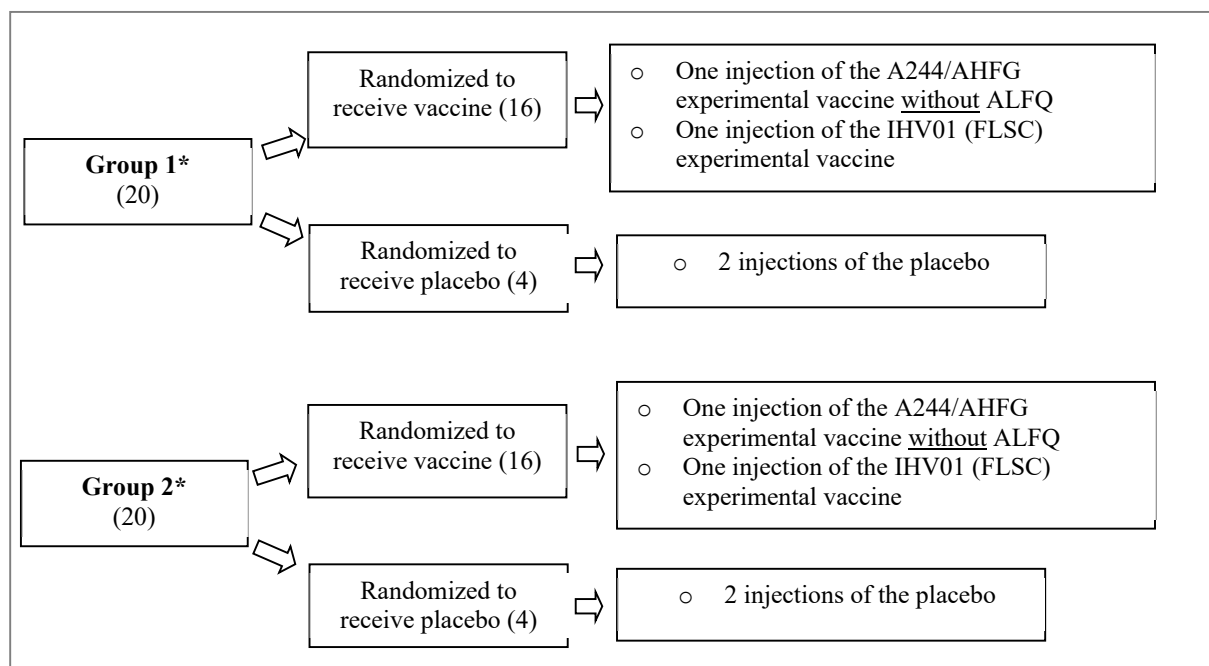 Randomized to
receive vaccine (16)
○ One injection of the A244/AHFG
experimental vaccine without ALFQ
○ One injection of the IHV01 (FLSC)
experimental vaccine
Group 1*
(20)
Randomized to
receive placebo (4)
○ 2 injections of the placebo
Randomized to
receive vaccine (16)
○ One injection of the A244/AHFG
experimental vaccine without ALFQ
○ One injection of the IHV01 (FLSC)
experimental vaccine
Group 2*
(20)
Randomized to
receive placebo (4)
○ 2 injections of the placebo